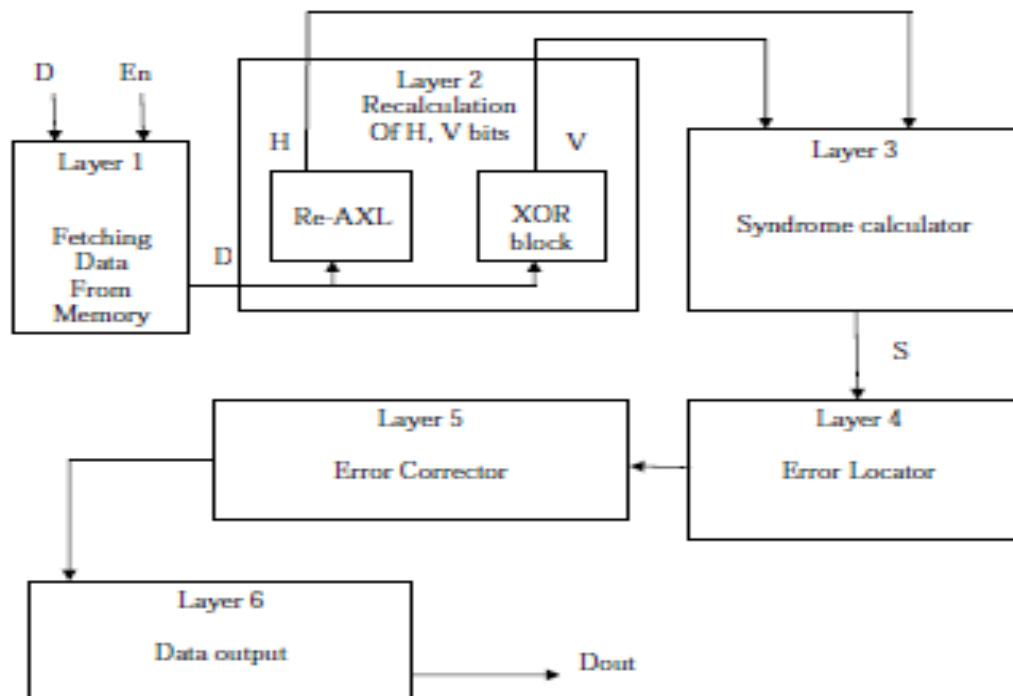 D
En
Layer 1
Fetching
Data
From
Memory
D
Layer 2
Recalculation
Of H, V bits
H
V
Re-AXL
XOR
block
Layer 3
Syndrome calculator
S
Layer 4
Error Locator
Layer 5
Error Corrector
Layer 6
Data output
Dout